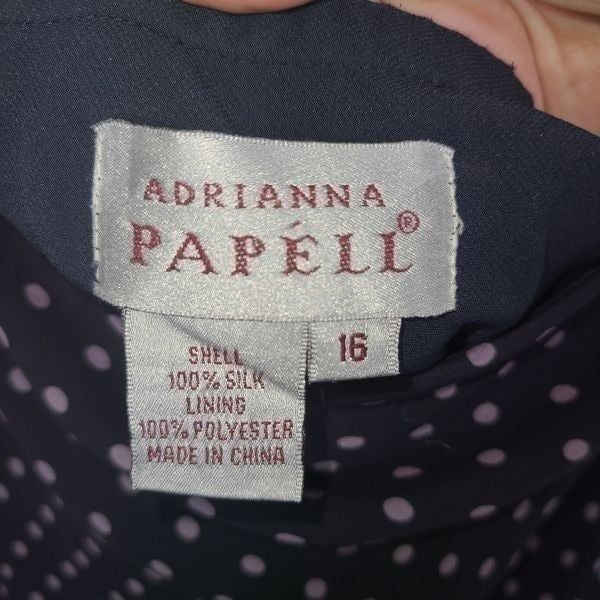 ADRIANNA
PAPÉLL®
16
SHELL
100% SILK
LINING
100% POLYESTER
MADE IN CHINA